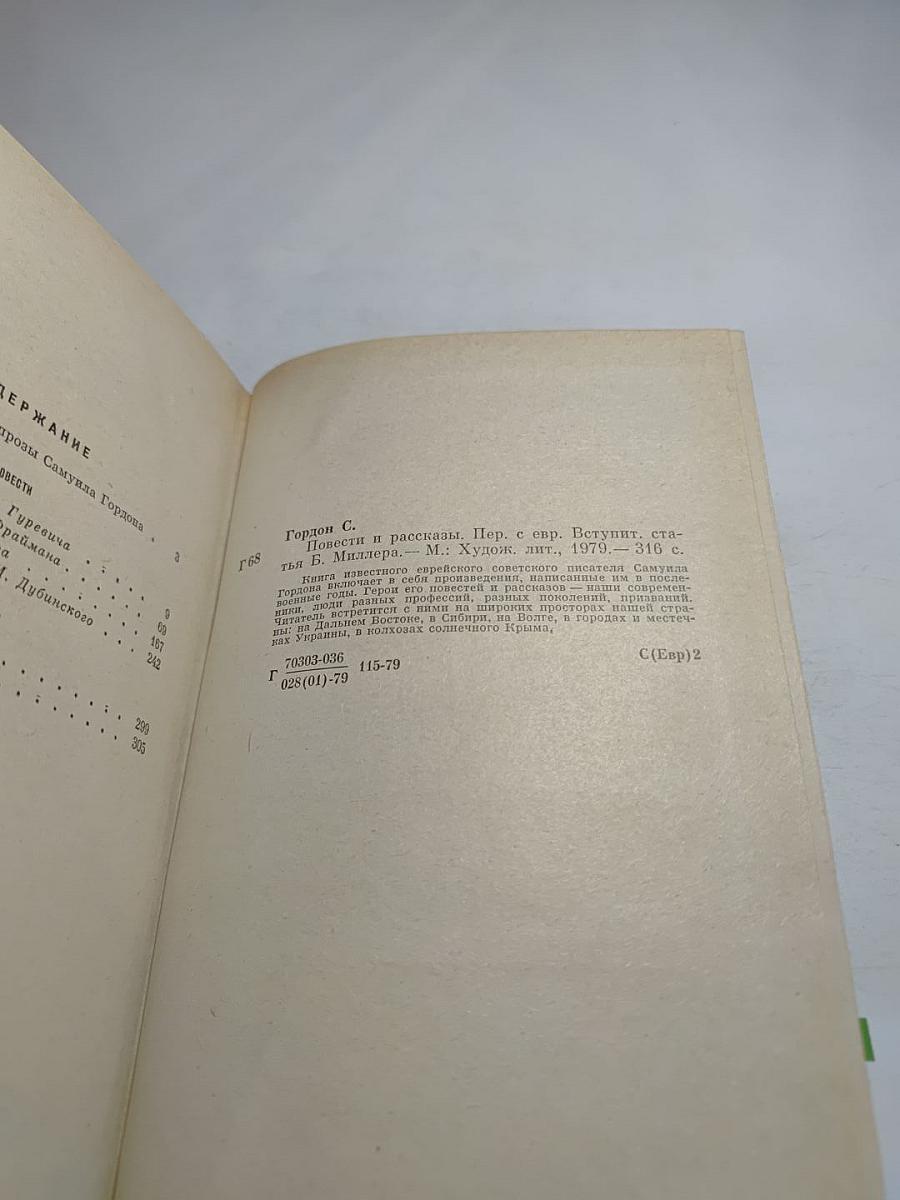 ДЕРЖАНИЕ
прозы Самуила Гордона . 3
ОВЕСТИ
Гуревича . . . . 9
Фраймана . . . . 69
ва . . . . . . 167
М. Дубинского . . . 242
. . . . . . 299
. . . . . . 305
Гордон С.
Г68 Повести и рассказы. Пер. с евр. Вступит. ста-
тья Б. Миллера.— М.: Худож. лит., 1979.— 316 с.
Книга известного еврейского советского писателя Самуила
Гордона включает в себя произведения, написанные им в после-
военные годы. Герои его повестей и рассказов — наши современ-
ники, люди разных профессий, разных поколений, призваний.
Читатель встретится с ними на широких просторах нашей стра-
ны: на Дальнем Востоке, в Сибири, на Волге, в городах и местеч-
ках Украины, в колхозах солнечного Крыма.
Г 70303-036
028(01)-79 115-79 С(Евр)2